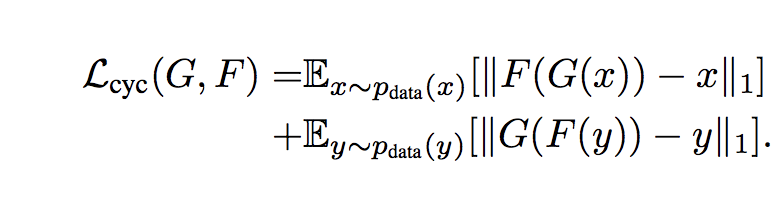 ℒ_cyc(G, F) =𝔼_{x∼p_data(x)}[‖F(G(x)) − x‖₁]
+𝔼_{y∼p_data(y)}[‖G(F(y)) − y‖₁].